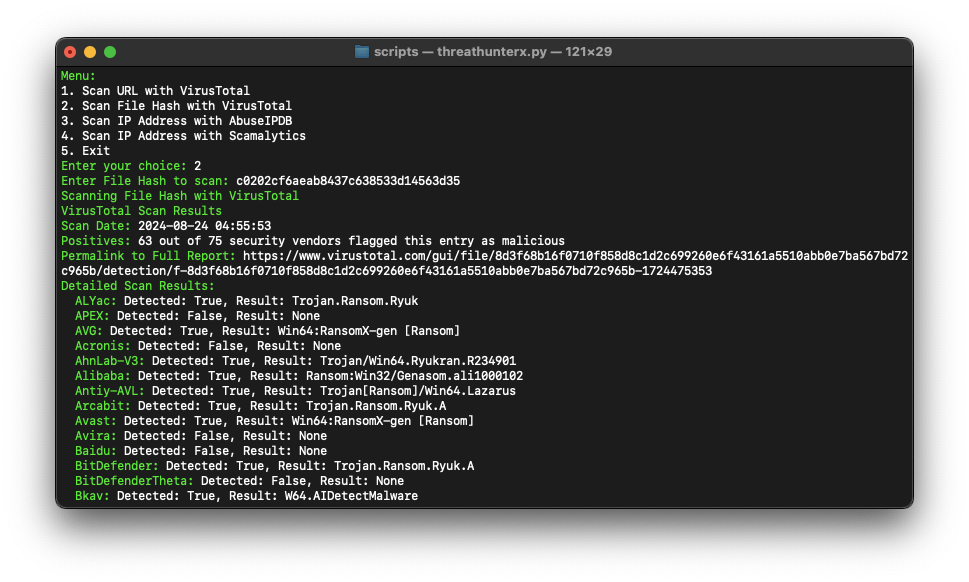 scripts — threathunterx.py — 121×29
Menu:
1. Scan URL with VirusTotal
2. Scan File Hash with VirusTotal
3. Scan IP Address with AbuseIPDB
4. Scan IP Address with Scamalytics
5. Exit
Enter your choice: 2
Enter File Hash to scan: c0202cf6aeab8437c638533d14563d35
Scanning File Hash with VirusTotal
VirusTotal Scan Results
Scan Date: 2024-08-24 04:55:53
Positives: 63 out of 75 security vendors flagged this entry as malicious
Permalink to Full Report: https://www.virustotal.com/gui/file/8d3f68b16f0710f858d8c1d2c699260e6f43161a5510abb0e7ba567bd72
c965b/detection/f-8d3f68b16f0710f858d8c1d2c699260e6f43161a5510abb0e7ba567bd72c965b-1724475353
Detailed Scan Results:
ALYac: Detected: True, Result: Trojan.Ransom.Ryuk
APEX: Detected: False, Result: None
AVG: Detected: True, Result: Win64:RansomX-gen [Ransom]
Acronis: Detected: False, Result: None
AhnLab-V3: Detected: True, Result: Trojan/Win64.Ryukran.R234901
Alibaba: Detected: True, Result: Ransom:Win32/Genasom.ali1000102
Antiy-AVL: Detected: True, Result: Trojan[Ransom]/Win64.Lazarus
Arcabit: Detected: True, Result: Trojan.Ransom.Ryuk.A
Avast: Detected: True, Result: Win64:RansomX-gen [Ransom]
Avira: Detected: False, Result: None
Baidu: Detected: False, Result: None
BitDefender: Detected: True, Result: Trojan.Ransom.Ryuk.A
BitDefenderTheta: Detected: False, Result: None
Bkav: Detected: True, Result: W64.AIDetectMalware